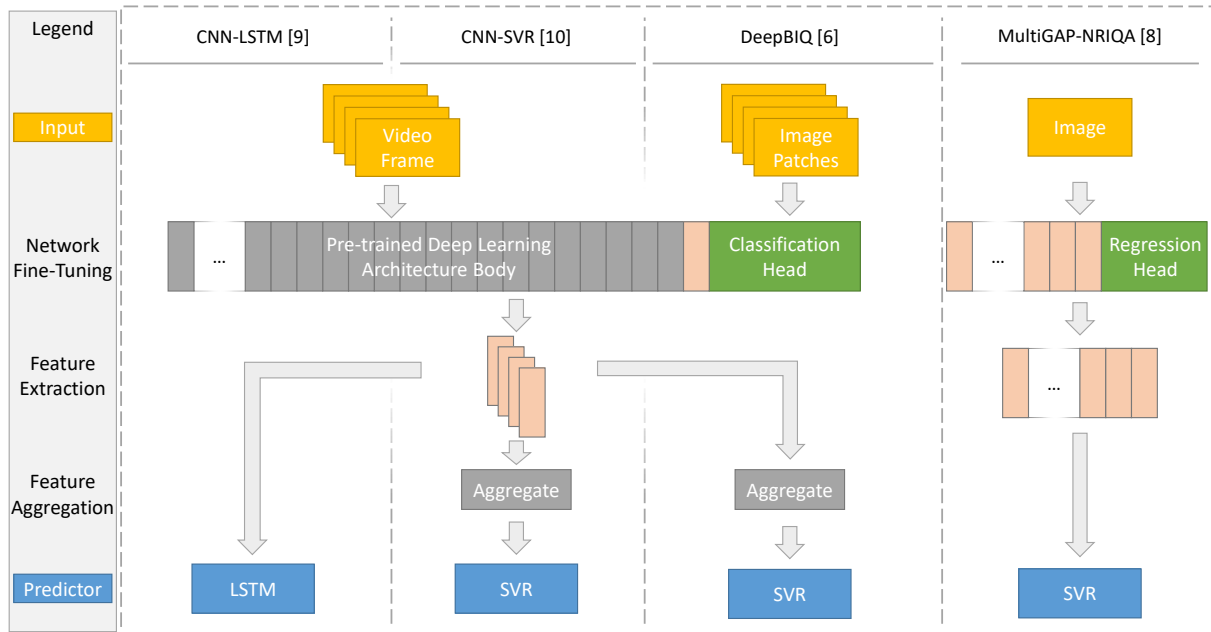 Legend
CNN-LSTM [9]
CNN-SVR [10]
DeepBIQ [6]
MultiGAP-NRIQA [8]
Input
Video
Frame
Image
Patches
Image
Network
Fine-Tuning
...
Pre-trained Deep Learning
Architecture Body
Classification
Head
...
Regression
Head
Feature
Extraction
...
Feature
Aggregation
Aggregate
Aggregate
Predictor
LSTM
SVR
SVR
SVR